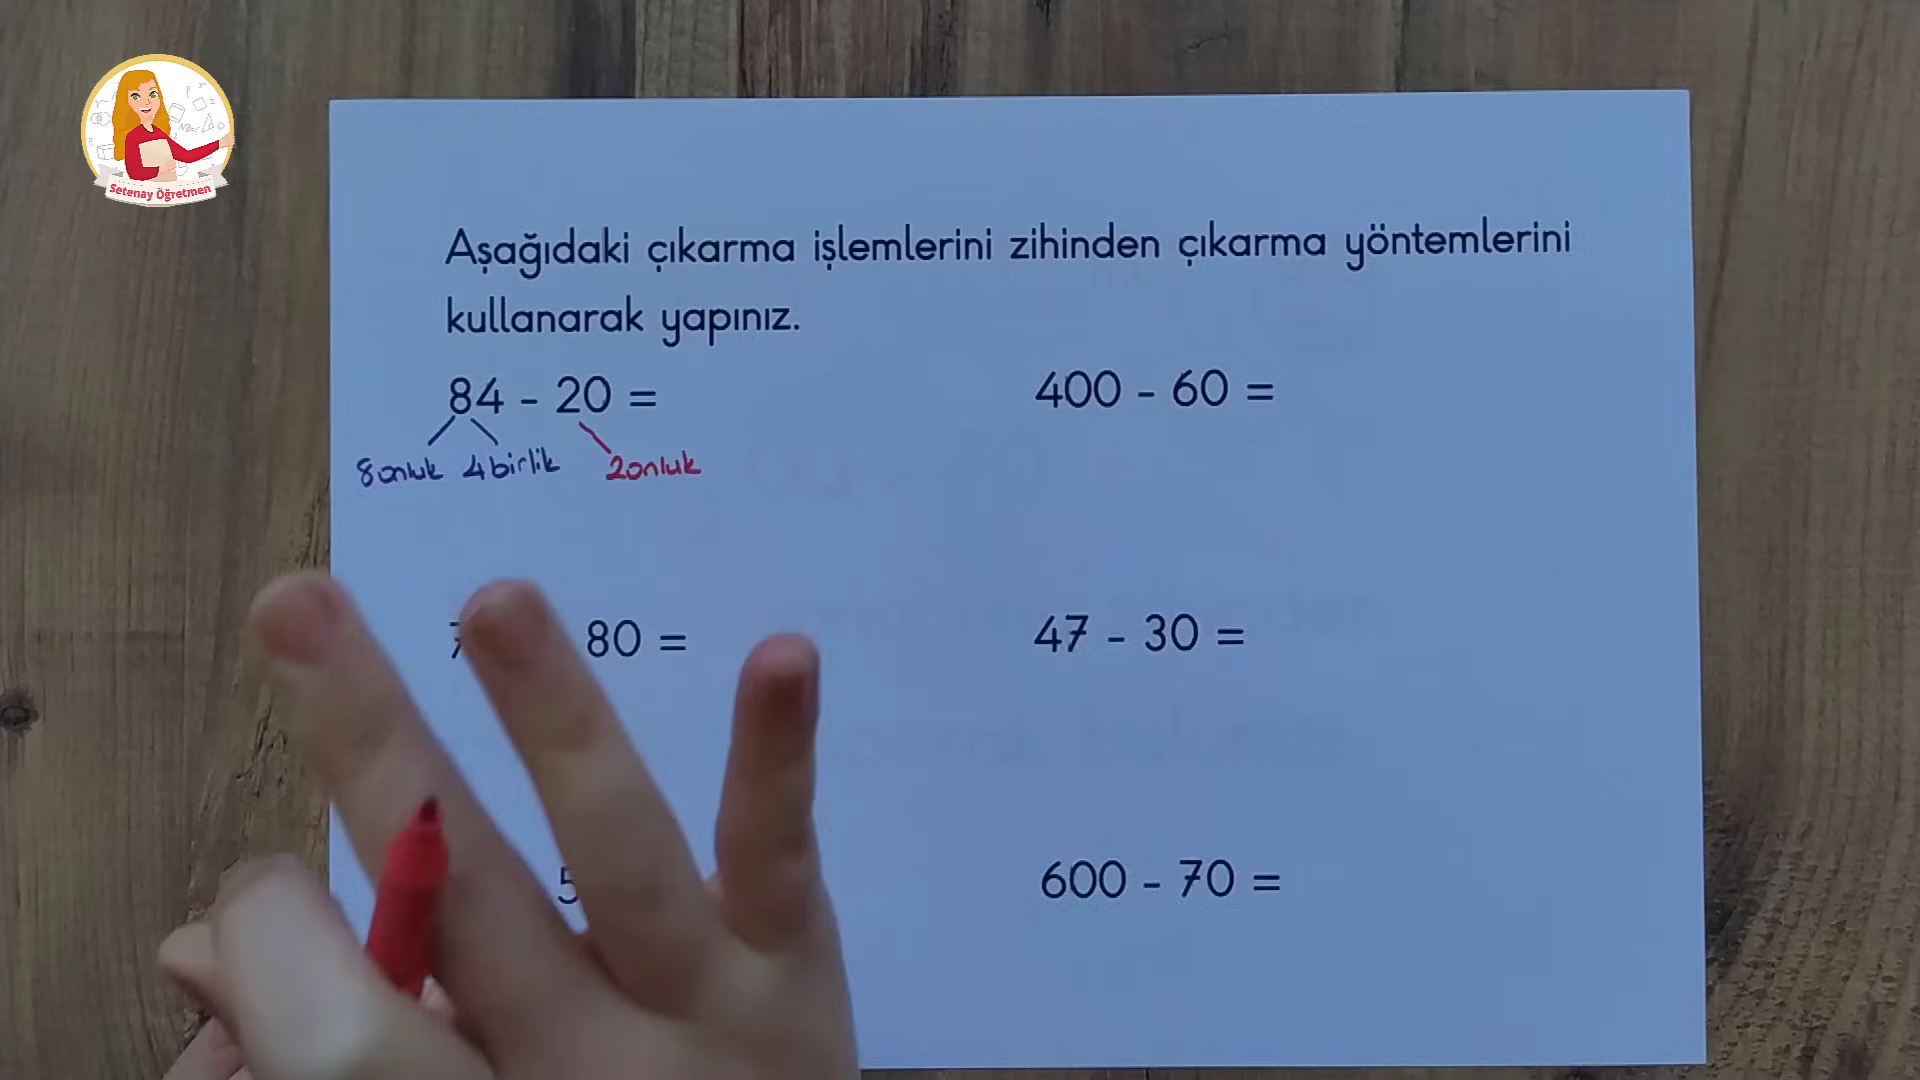 Setenay Öğretmen
Aşağıdaki çıkarma işlemlerini zihinden çıkarma yöntemlerini
kullanarak yapınız.
84 - 20 =
8onluk 4birlik 2onluk
400 - 60 =
80 =
47 - 30 =
600 - 70 =